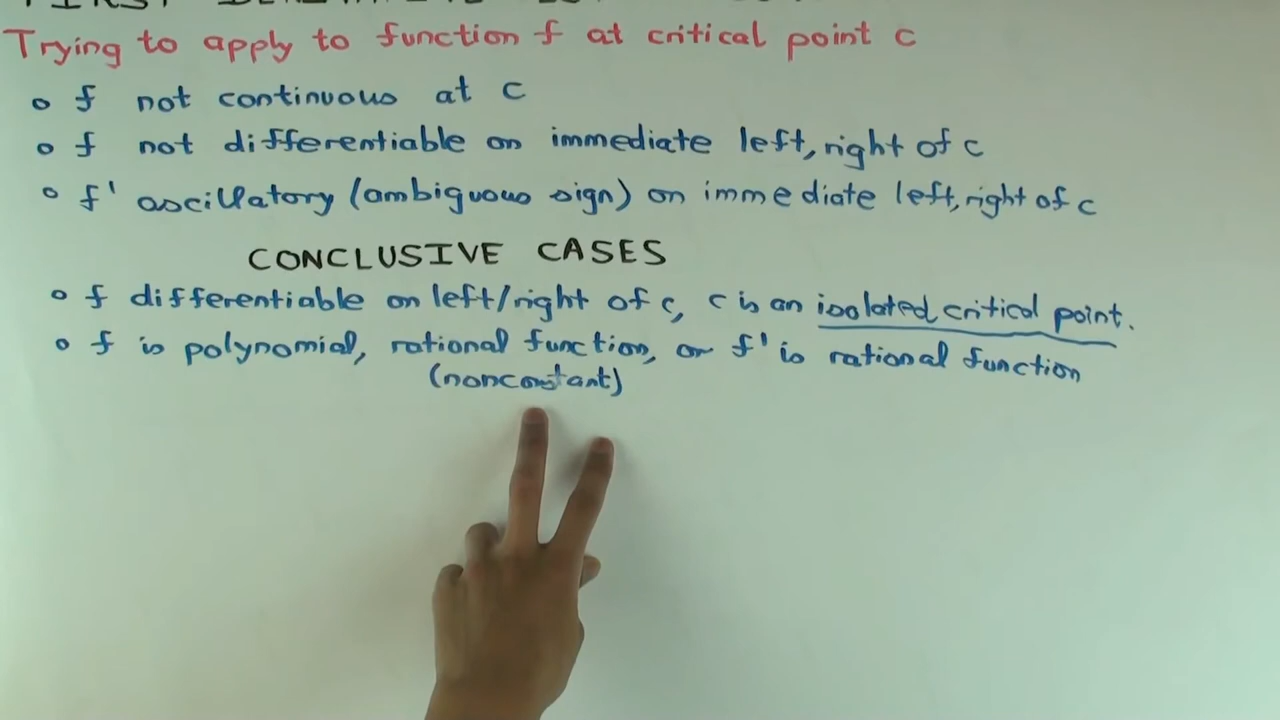 Trying to apply to function f at critical point c
o f not continuous at c
o f not differentiable on immediate left, right of c
o f' oscillatory (ambiguous sign) on immediate left, right of c
CONCLUSIVE CASES
o f differentiable on left/right of c, c is an isolated critical point.
o f is polynomial, rational function, or f' is rational function
(nonconstant)